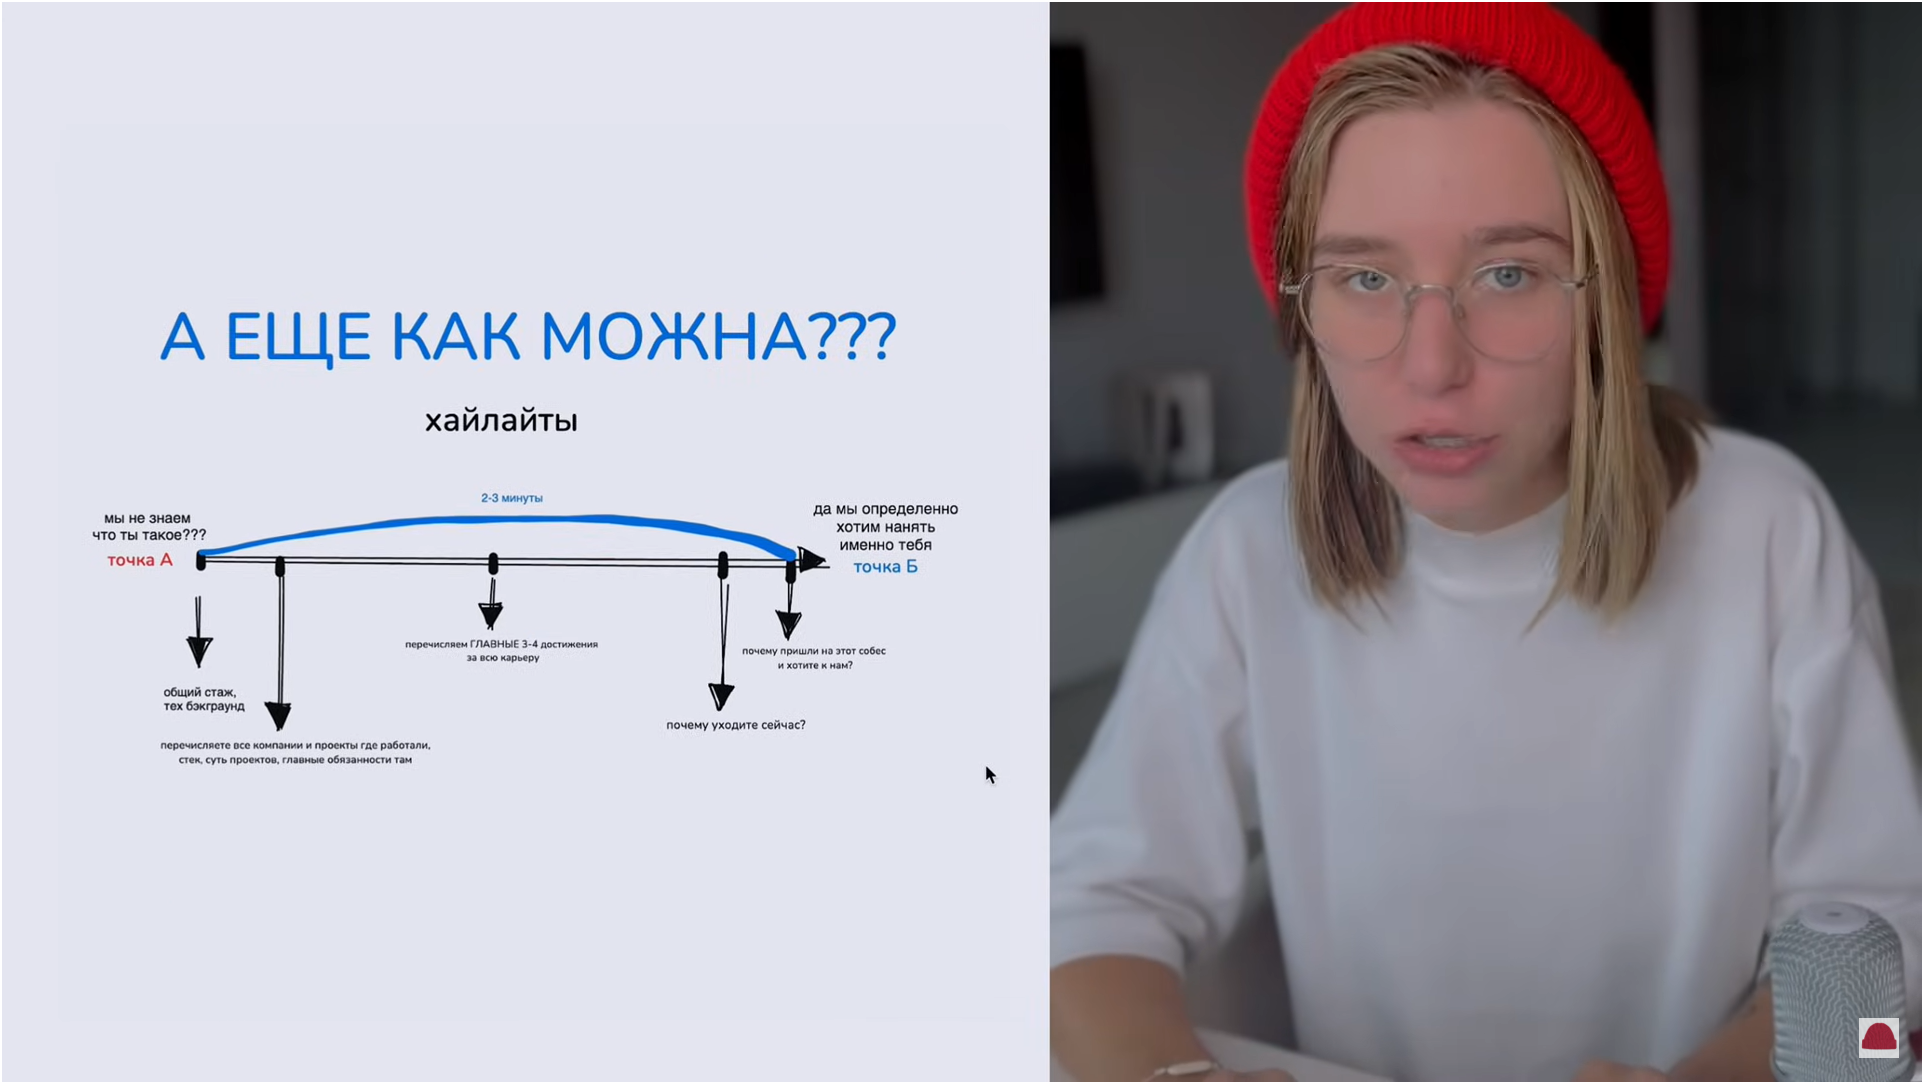 А ЕЩЕ КАК МОЖНА???
хайлайты
2-3 минуты
мы не знаем
что ты такое???
точка А
да мы определенно
хотим нанять
именно тебя
точка Б
общий стаж,
тех бэкграунд
перечисляете все компании и проекты где работали,
стек, суть проектов, главные обязанности там
перечисляем ГЛАВНЫЕ 3-4 достижения
за всю карьеру
почему уходите сейчас?
почему пришли на этот собес
и хотите к нам?